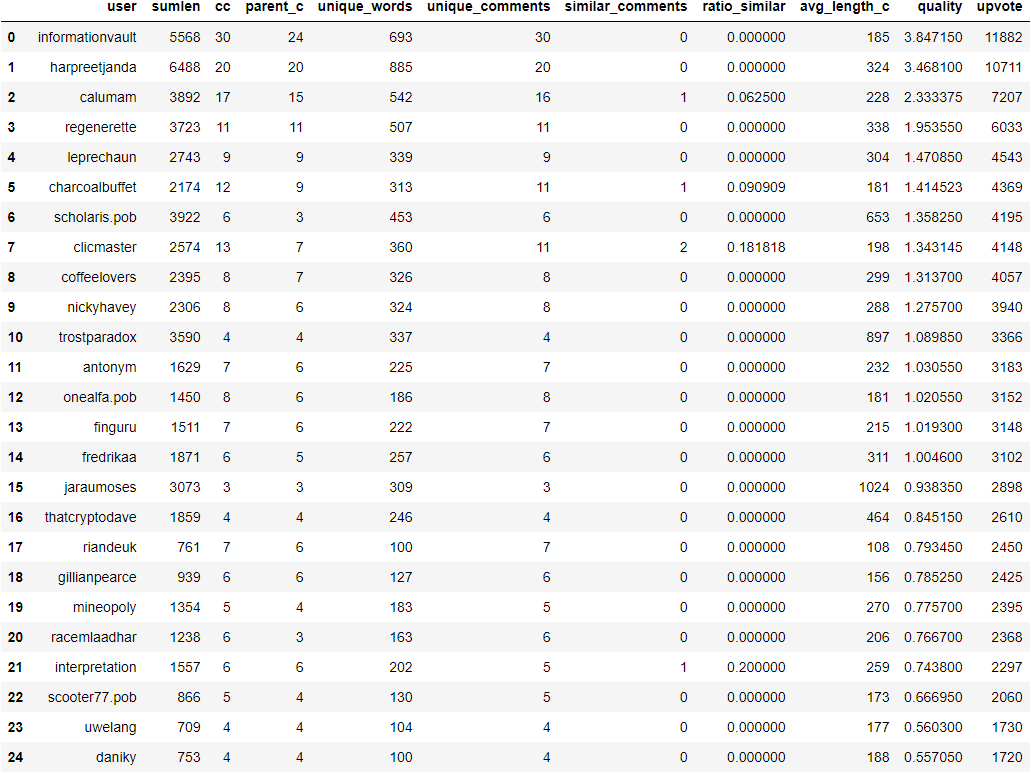 user sumlen cc parent_c unique_words unique_comments similar_comments ratio_similar avg_length_c quality upvote
0 informationvault 5568 30 24 693 30 0 0.000000 185 3.847150 11882
1 harpreetjanda 6488 20 20 885 20 0 0.000000 324 3.468100 10711
2 calumam 3892 17 15 542 16 1 0.062500 228 2.333375 7207
3 regenerette 3723 11 11 507 11 0 0.000000 338 1.953550 6033
4 leprechaun 2743 9 9 339 9 0 0.000000 304 1.470850 4543
5 charcoalbuffet 2174 12 9 313 11 1 0.090909 181 1.414523 4369
6 scholaris.pob 3922 6 3 453 6 0 0.000000 653 1.358250 4195
7 clicmaster 2574 13 7 360 11 2 0.181818 198 1.343145 4148
8 coffeelovers 2395 8 7 326 8 0 0.000000 299 1.313700 4057
9 nickyhavey 2306 8 6 324 8 0 0.000000 288 1.275700 3940
10 trostparadox 3590 4 4 337 4 0 0.000000 897 1.089850 3366
11 antonym 1629 7 6 225 7 0 0.000000 232 1.030550 3183
12 onealfa.pob 1450 8 6 186 8 0 0.000000 181 1.020550 3152
13 finguru 1511 7 6 222 7 0 0.000000 215 1.019300 3148
14 fredrikaa 1871 6 5 257 6 0 0.000000 311 1.004600 3102
15 jaraumoses 3073 3 3 309 3 0 0.000000 1024 0.938350 2898
16 thatcryptodave 1859 4 4 246 4 0 0.000000 464 0.845150 2610
17 riandeuk 761 7 6 100 7 0 0.000000 108 0.793450 2450
18 gillianpearce 939 6 6 127 6 0 0.000000 156 0.785250 2425
19 mineopoly 1354 5 4 183 5 0 0.000000 270 0.775700 2395
20 racemlaadhar 1238 6 3 163 6 0 0.000000 206 0.766700 2368
21 interpretation 1557 6 6 202 5 1 0.200000 259 0.743800 2297
22 scooter77.pob 866 5 4 130 5 0 0.000000 173 0.666950 2060
23 uwelang 709 4 4 104 4 0 0.000000 177 0.560300 1730
24 daniky 753 4 4 100 4 0 0.000000 188 0.557050 1720